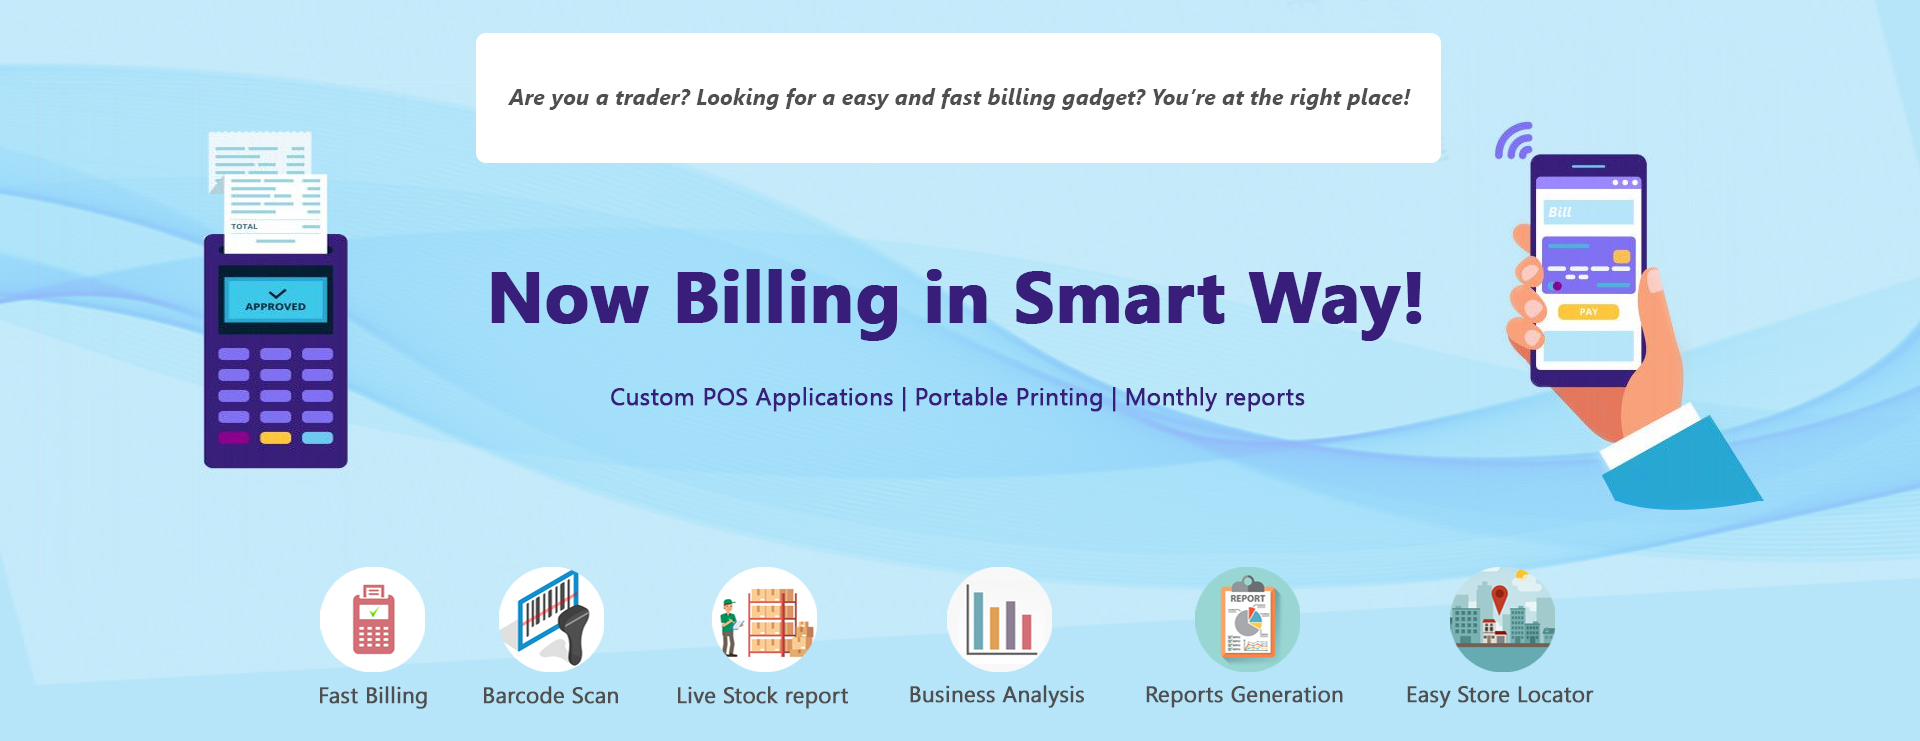 Are you a trader? Looking for a easy and fast billing gadget? You're at the right place!
TOTAL
APPROVED
Bill
PAY
Now Billing in Smart Way!
Custom POS Applications | Portable Printing | Monthly reports
REPORT
Fast Billing
Barcode Scan
Live Stock report
Business Analysis
Reports Generation
Easy Store Locator